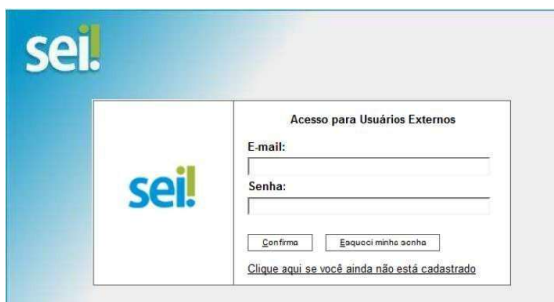 sei!
Acesso para Usuários Externos
E-mail:
sei!
Senha:
Confirma Esqueci minha senha
Clique aqui se você ainda não está cadastrado